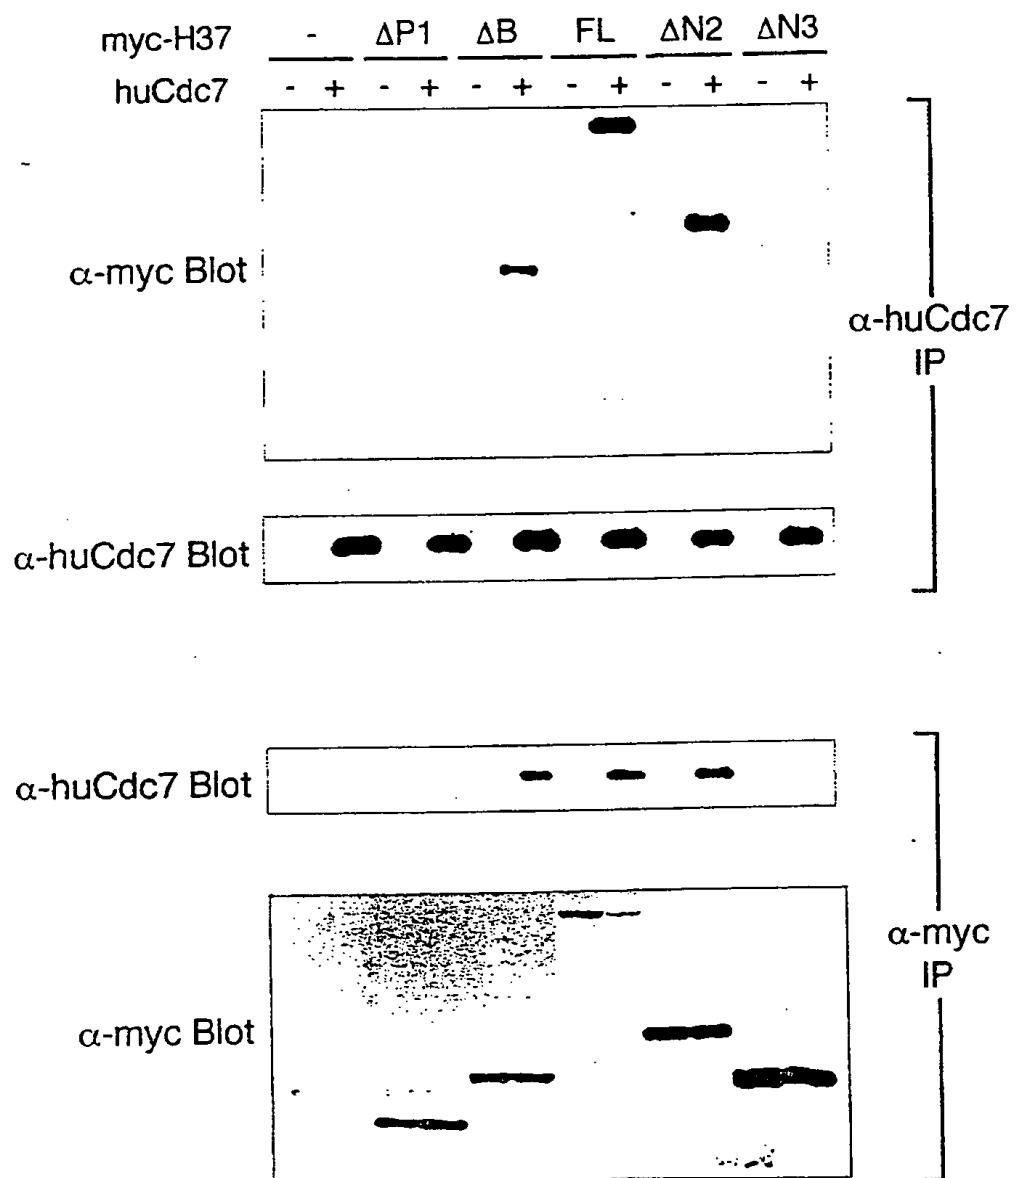 myc-H37 - ΔP1 ΔB FL ΔN2 ΔN3
huCdc7 - + - + - + - + - + - +
α-myc Blot
α-huCdc7
IP
α-huCdc7 Blot
α-huCdc7 Blot
α-myc
IP
α-myc Blot